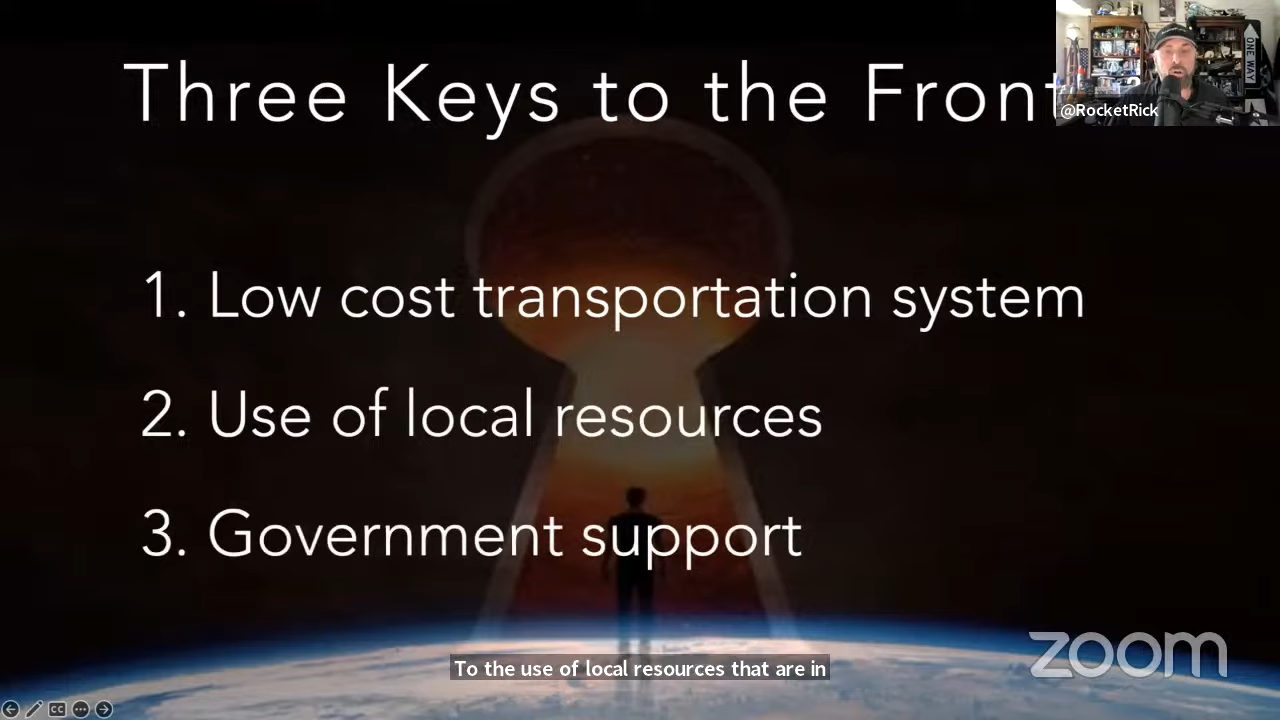 Three Keys to the Front
@RocketRick
ONE WAY
1. Low cost transportation system
2. Use of local resources
3. Government support
zoom
To the use of local resources that are in
CC